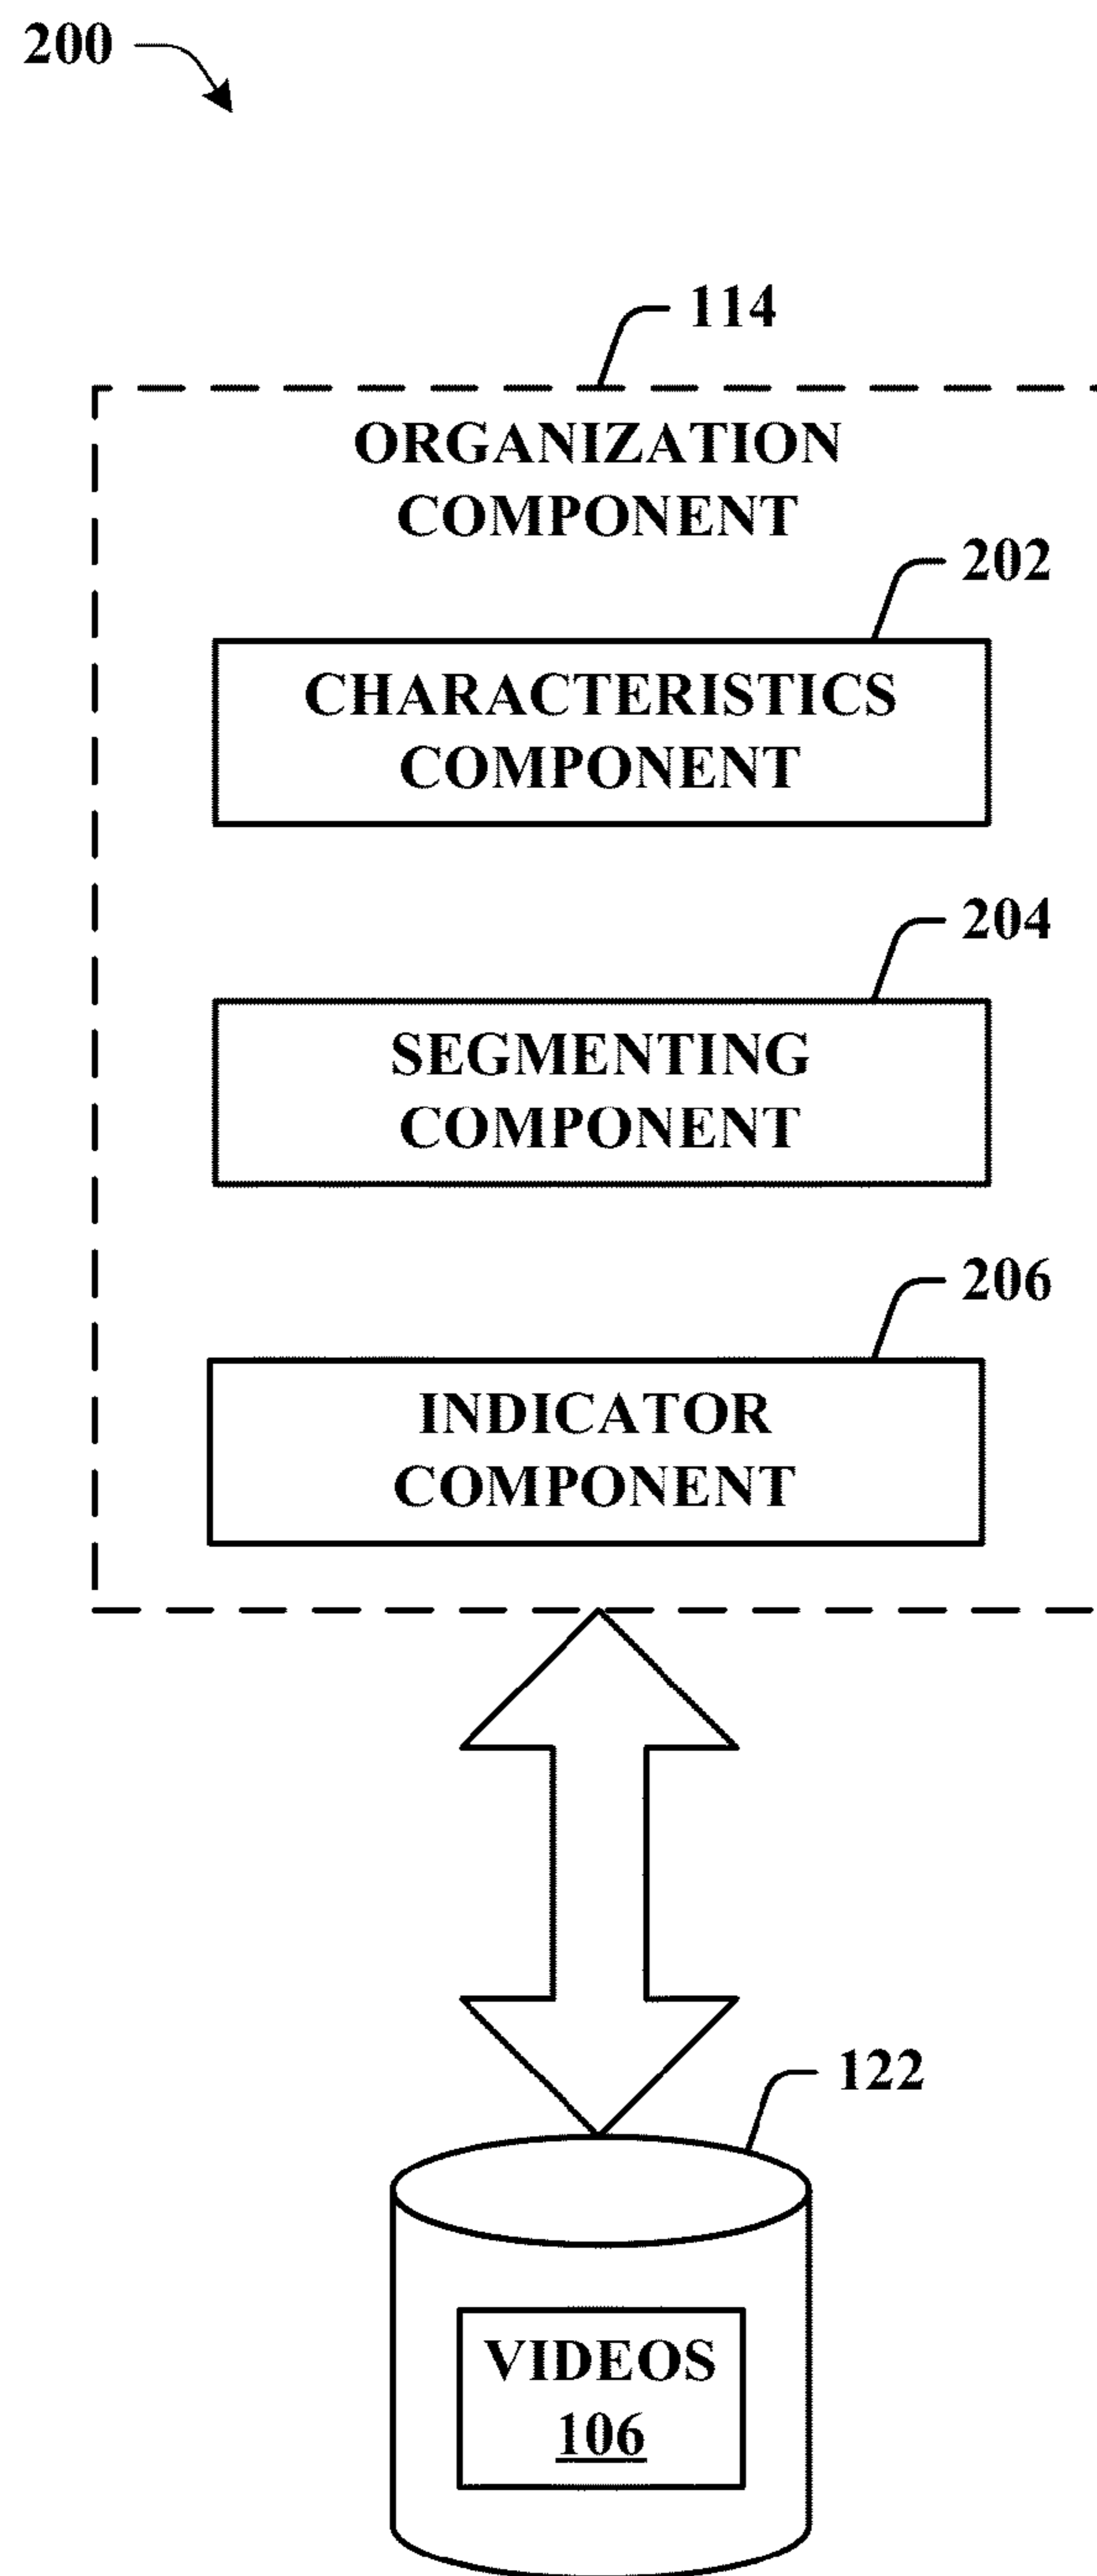 200
114
ORGANIZATION
COMPONENT
202
CHARACTERISTICS
COMPONENT
204
SEGMENTING
COMPONENT
206
INDICATOR
COMPONENT
122
VIDEOS
106